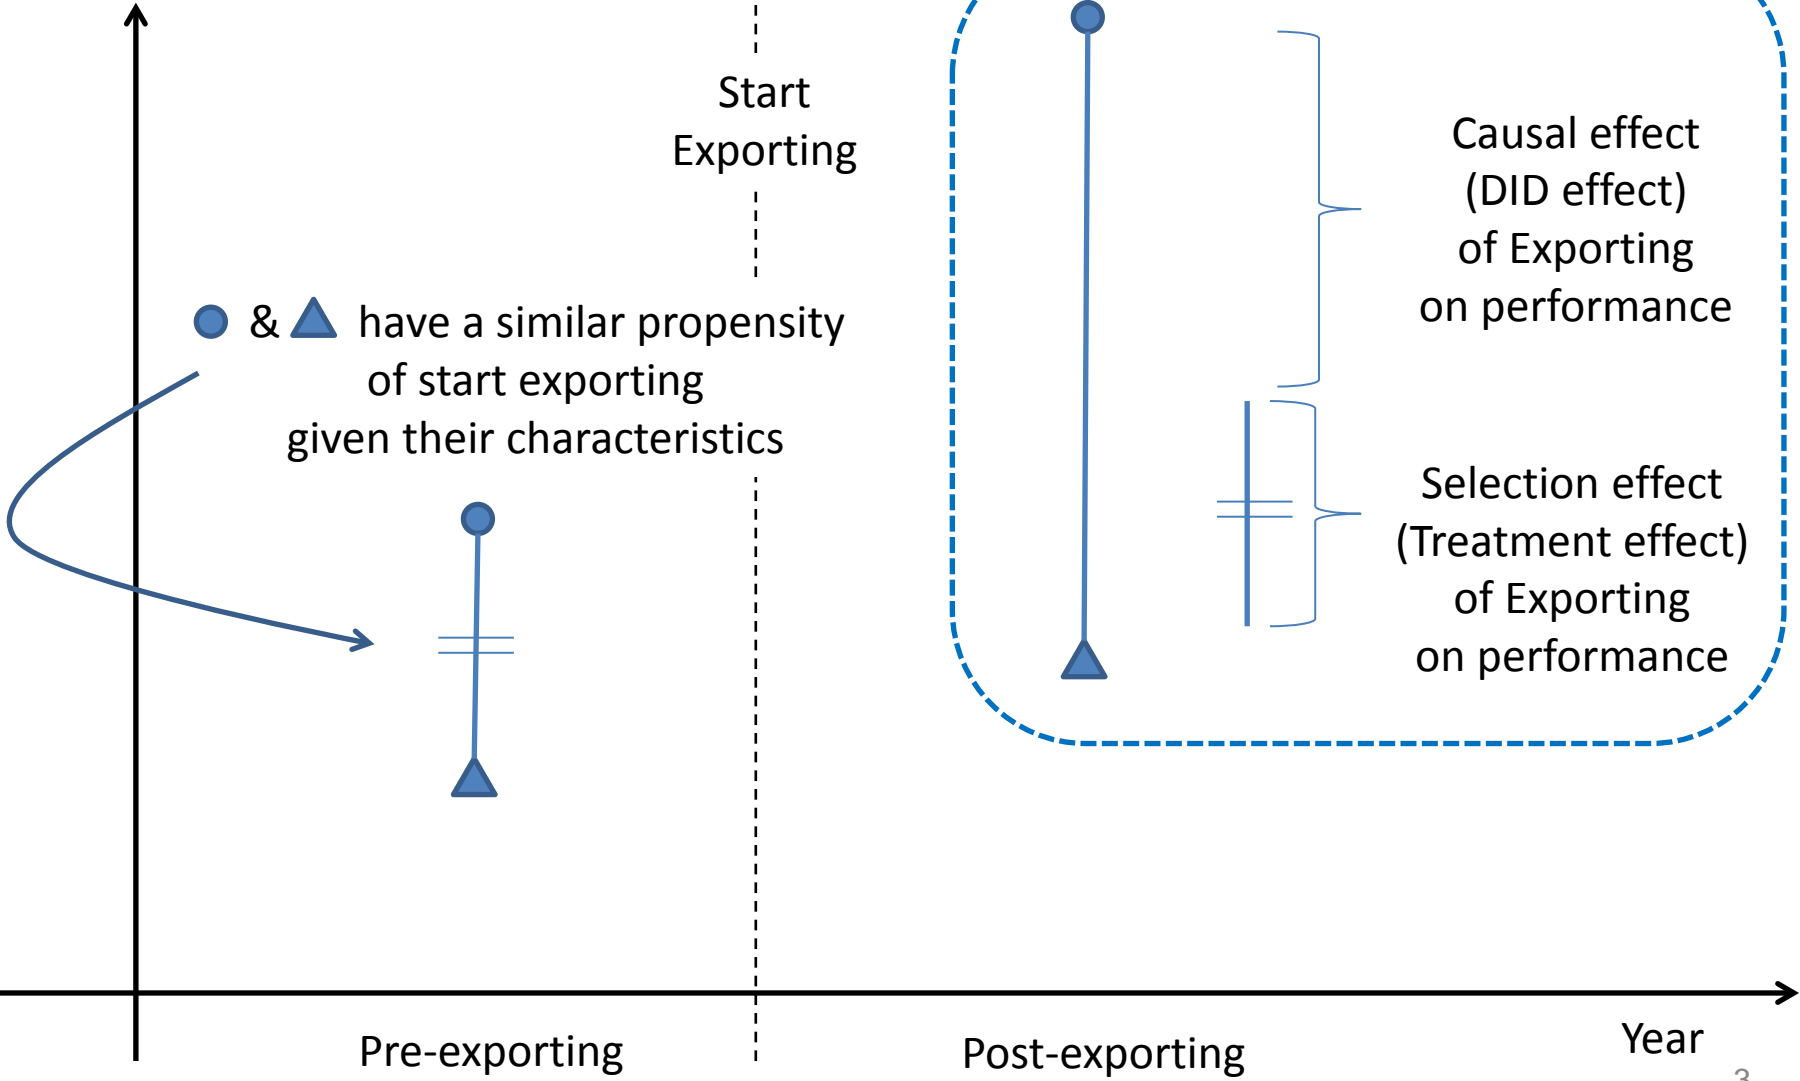 Start
Exporting
& have a similar propensity
of start exporting
given their characteristics
Causal effect
(DID effect)
of Exporting
on performance
Selection effect
(Treatment effect)
of Exporting
on performance
Pre-exporting
Post-exporting
Year
3